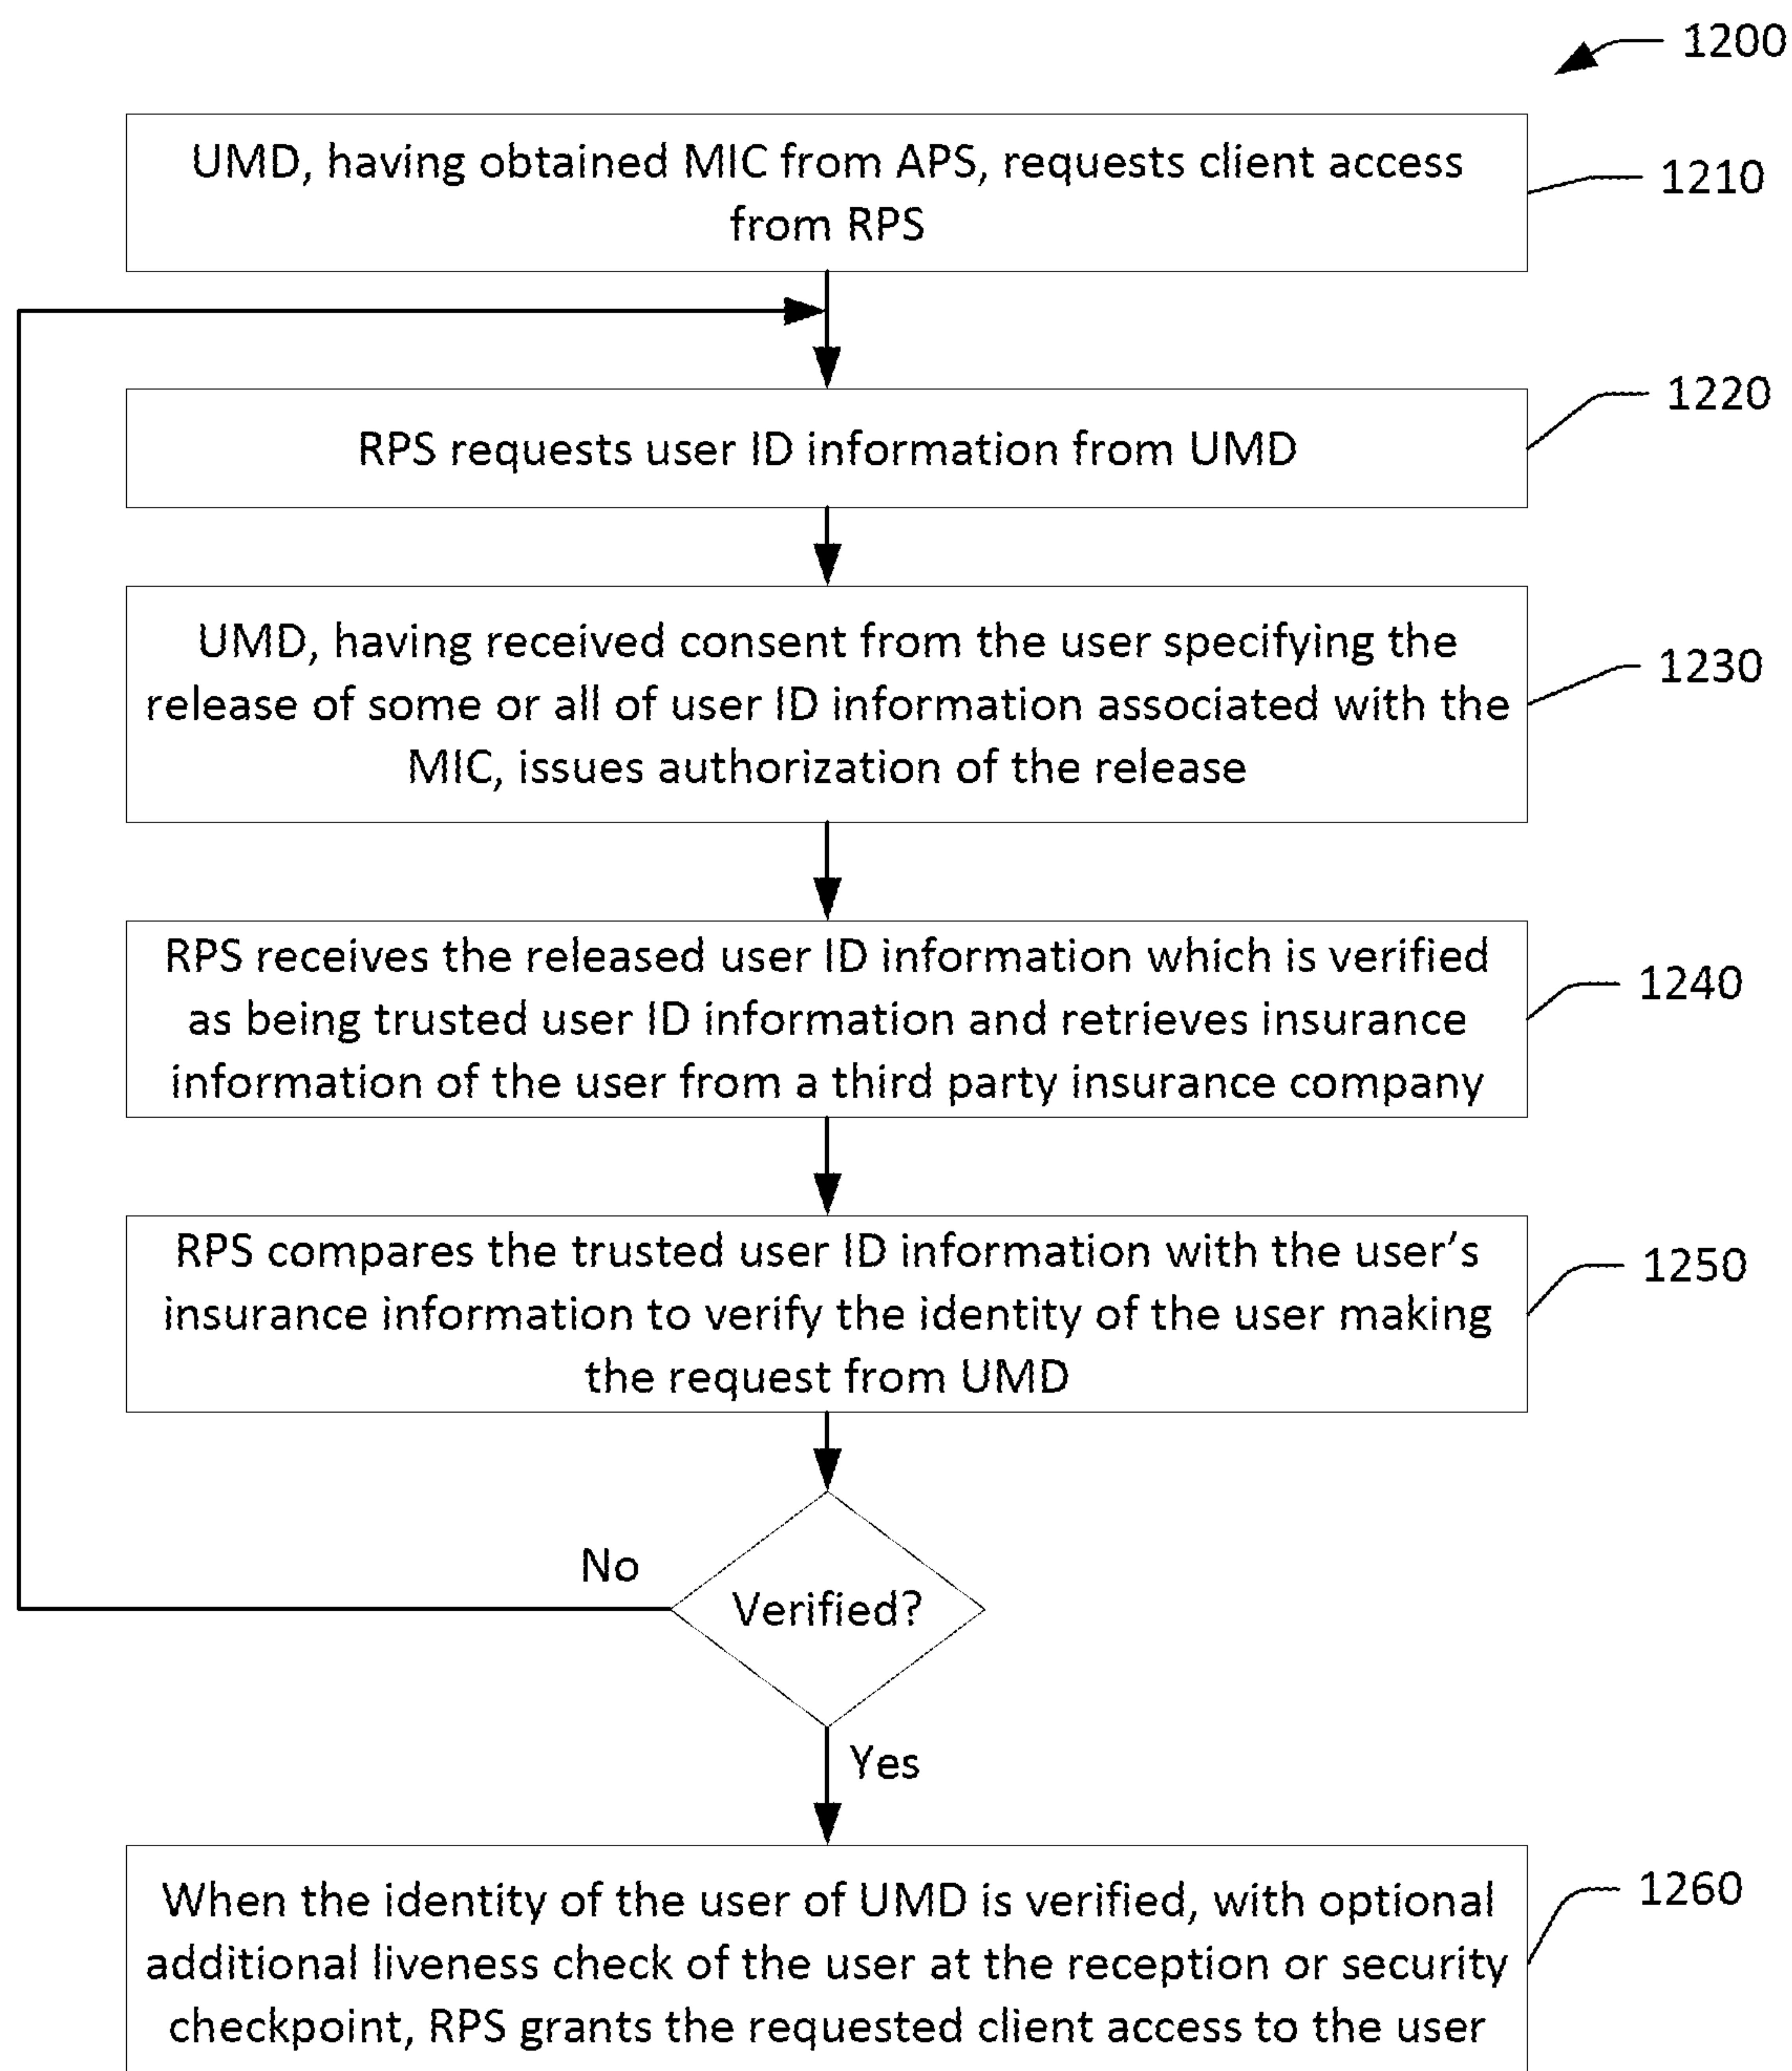 1200
UMD, having obtained MIC from APS, requests client access
from RPS
1210
RPS requests user ID information from UMD
1220
UMD, having received consent from the user specifying the
release of some or all of user ID information associated with the
MIC, issues authorization of the release
1230
RPS receives the released user ID information which is verified
as being trusted user ID information and retrieves insurance
information of the user from a third party insurance company
1240
RPS compares the trusted user ID information with the user's
insurance information to verify the identity of the user making
the request from UMD
1250
No
Verified?
Yes
When the identity of the user of UMD is verified, with optional
additional liveness check of the user at the reception or security
checkpoint, RPS grants the requested client access to the user
1260